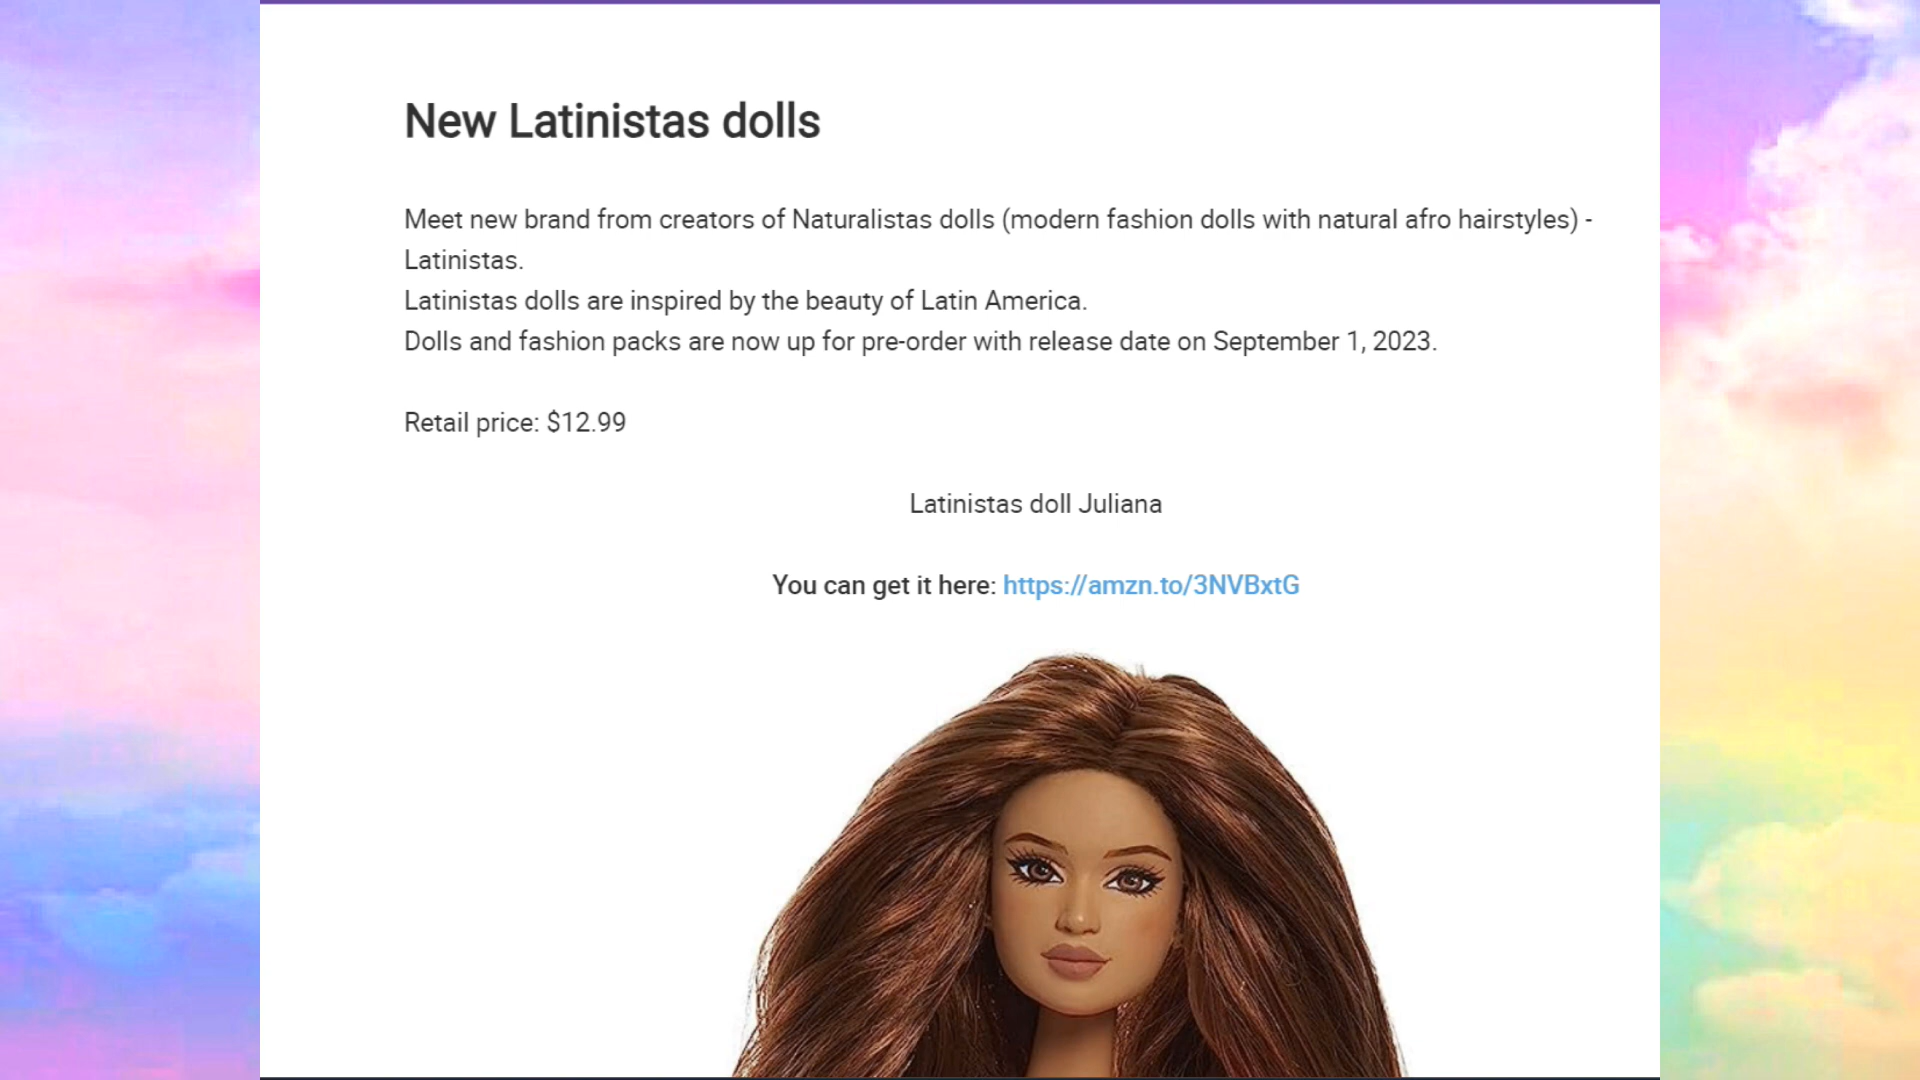 New Latinistas dolls
Meet new brand from creators of Naturalistas dolls (modern fashion dolls with natural afro hairstyles) -
Latinistas.
Latinistas dolls are inspired by the beauty of Latin America.
Dolls and fashion packs are now up for pre-order with release date on September 1, 2023.
Retail price: $12.99
Latinistas doll Juliana
You can get it here: https://amzn.to/3NVBxtG